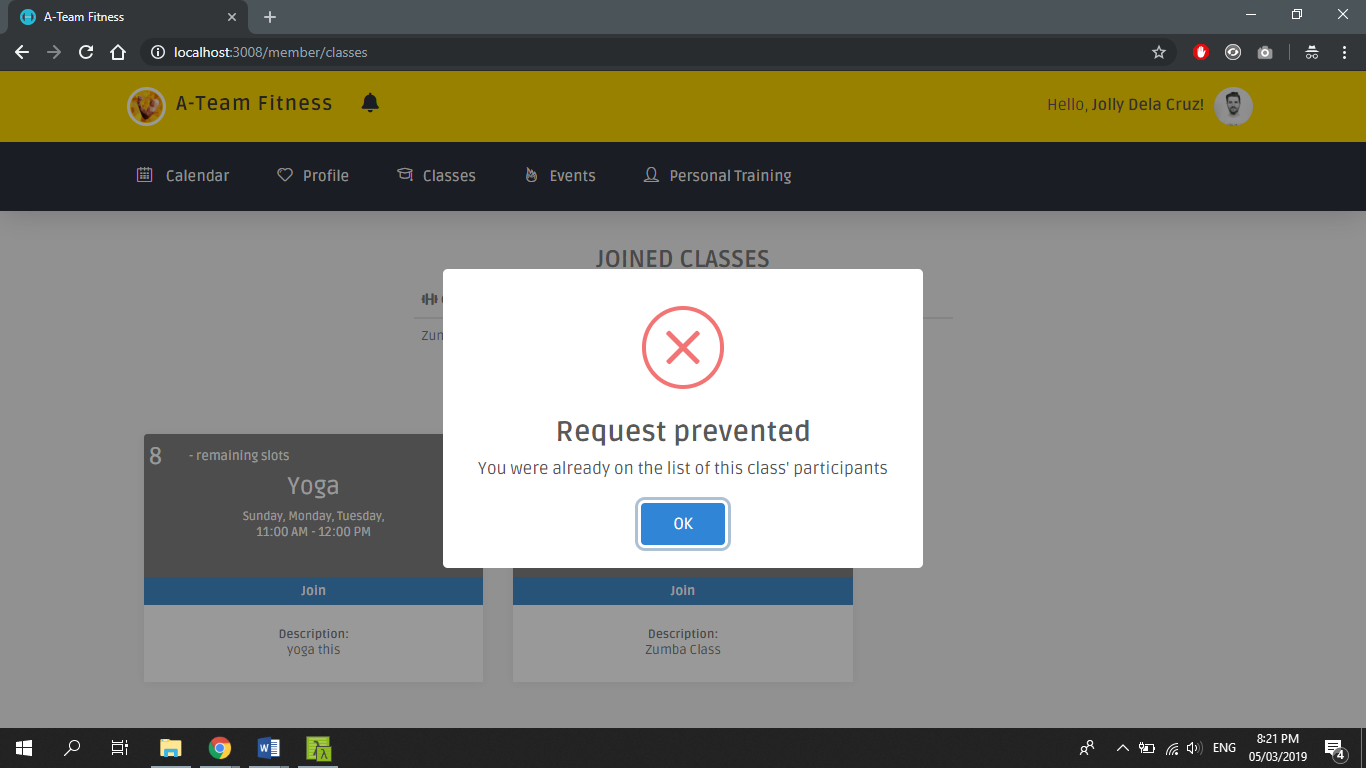 A-Team Fitness
localhost:3008/member/classes
A-Team Fitness
Hello, Jolly Dela Cruz!
Calendar
Profile
Classes
Events
Personal Training
JOINED CLASSES
Request prevented
You were already on the list of this class' participants
OK
8 - remaining slots
Yoga
Sunday, Monday, Tuesday,
11:00 AM - 12:00 PM
Join
Description:
yoga this
Join
Description:
Zumba Class
ENG
8:21 PM
05/03/2019
4